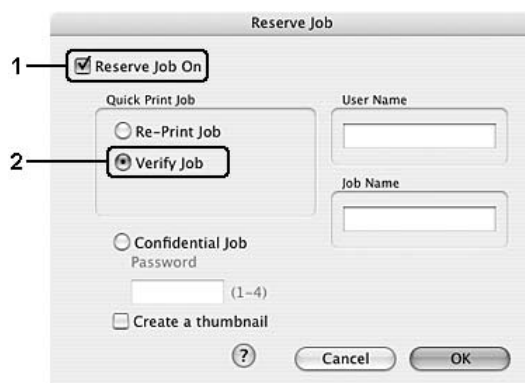 Reserve Job
1
Reserve Job On
Quick Print Job
User Name
Re-Print Job
2
Verify Job
Job Name
Confidential Job
Password
(1-4)
Create a thumbnail
?
Cancel
OK